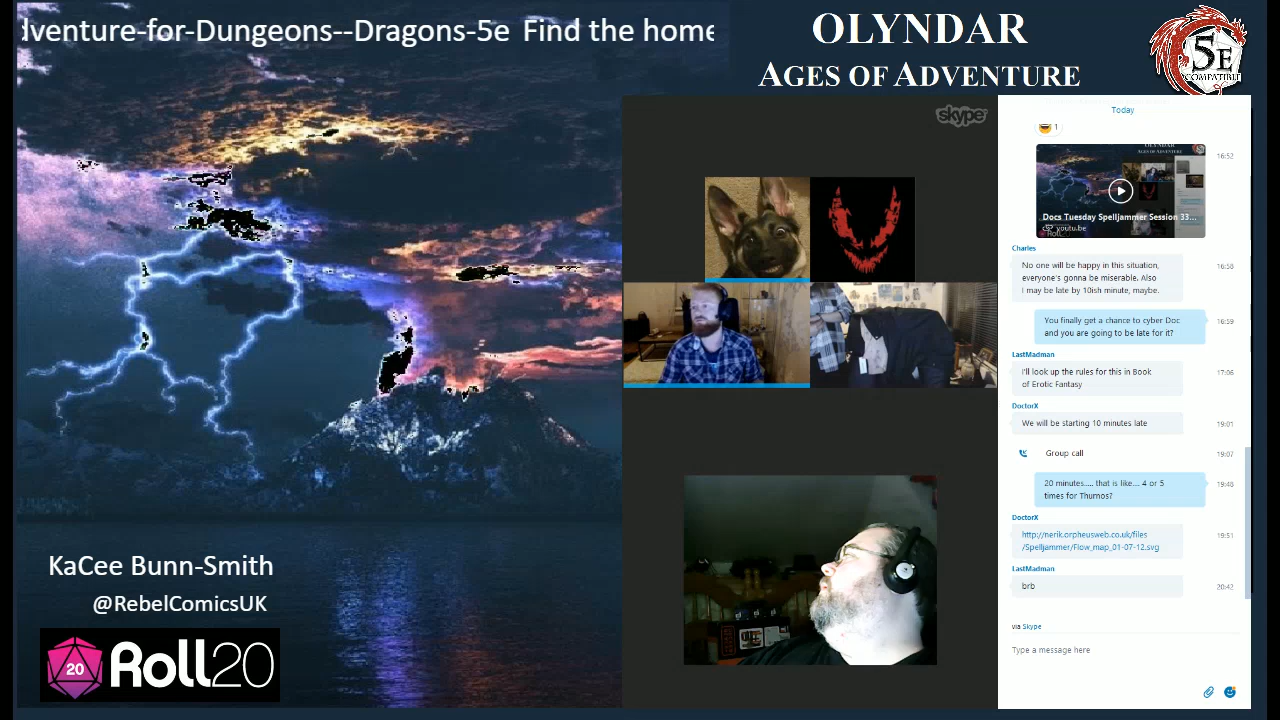 dventure-for-Dungeons--Dragons-5e Find the home
OLYNDAR
AGES OF ADVENTURE
5E
COMPATIBLE
skype
Today
1
16:52
Docs Tuesday Spelljammer Session 33...
youtu.be
Charles
No one will be happy in this situation,
everyone's gonna be miserable. Also
I may be late by 10ish minute, maybe.
16:58
You finally get a chance to cyber Doc
and you are going to be late for it?
16:59
LastMadman
I'll look up the rules for this in Book
of Erotic Fantasy
17:06
DoctorX
We will be starting 10 minutes late
19:01
Group call
19:07
20 minutes..... that is like.... 4 or 5
times for Thurnos?
19:46
DoctorX
http://nerik.orpheusweb.co.uk/files
/Spelljammer/Flow_map_01-07-12.svg
19:51
LastMadman
brb
20:42
via Skype
Type a message here
KaCee Bunn-Smith
@RebelComicsUK
20
Roll20